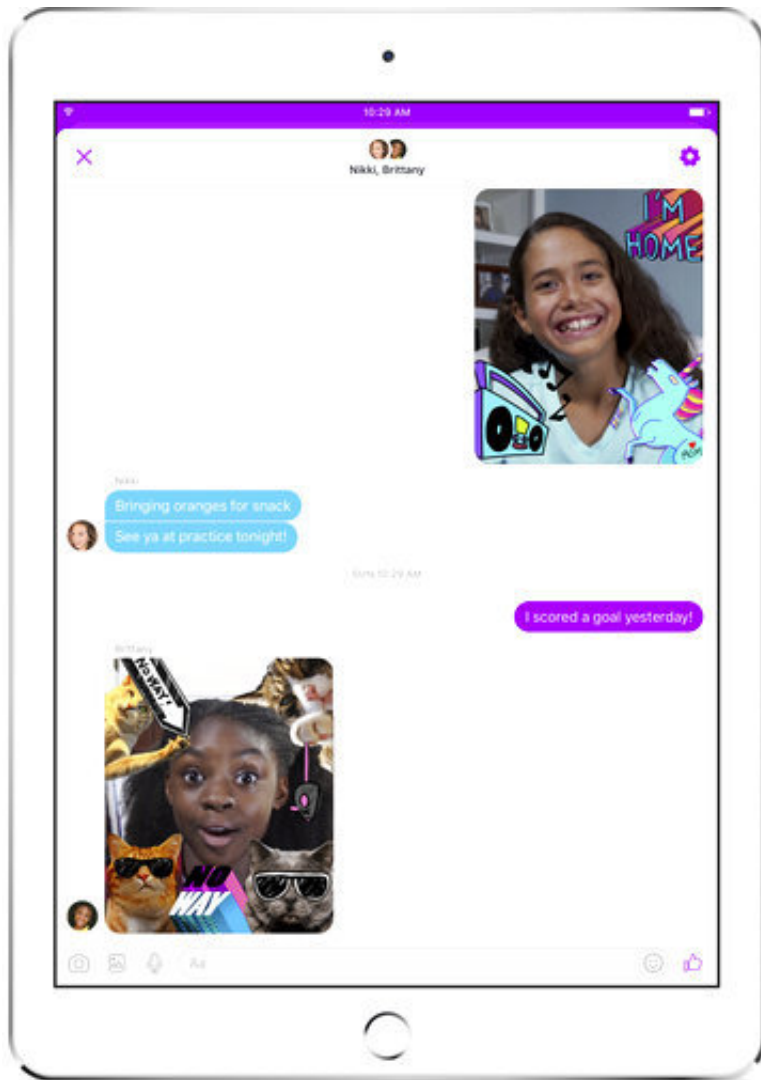 10:29 AM
Nikki, Brittany
I'M
HOME
Nikki
Bringing oranges for snack
See ya at practice tonight!
I scored a goal yesterday!
Brittany
NO WAY!
NO
WAY
Aa